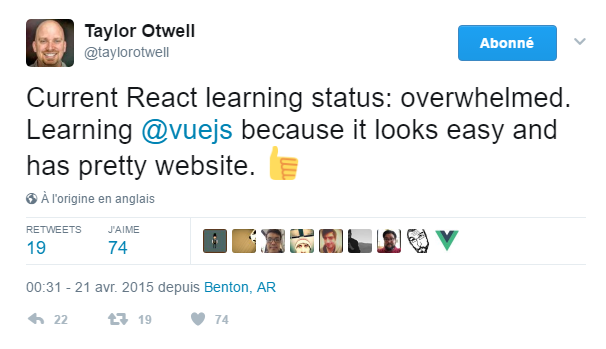 Taylor Otwell
@taylorotwell
Abonné
Current React learning status: overwhelmed.
Learning @vuejs because it looks easy and
has pretty website. 👍
À l'origine en anglais
RETWEETS
19
J'AIME
74
00:31 - 21 avr. 2015 depuis Benton, AR
22 19 74